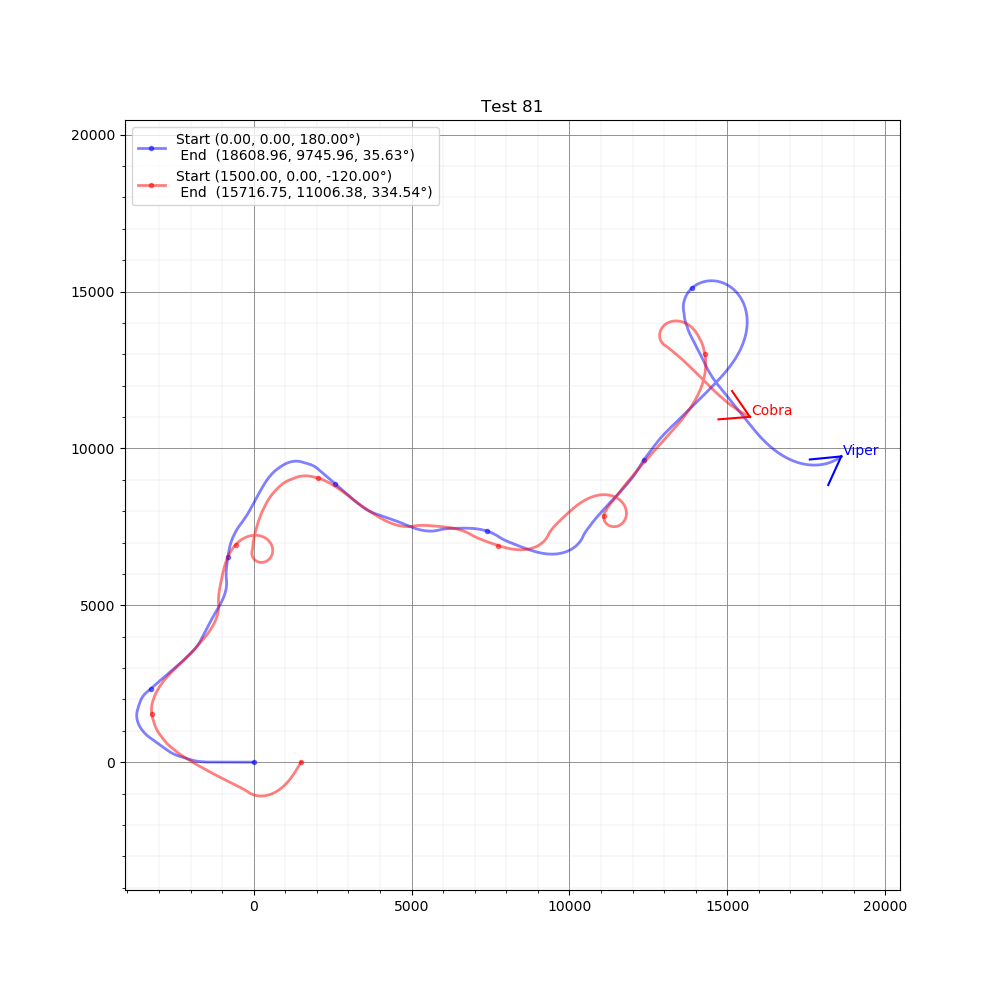 Test 81
Start (0.00, 0.00, 180.00°)
End  (18608.96, 9745.96, 35.63°)
Start (1500.00, 0.00, -120.00°)
End  (15716.75, 11006.38, 334.54°)
20000
15000
10000
5000
0
Cobra
Viper
0
5000
10000
15000
20000